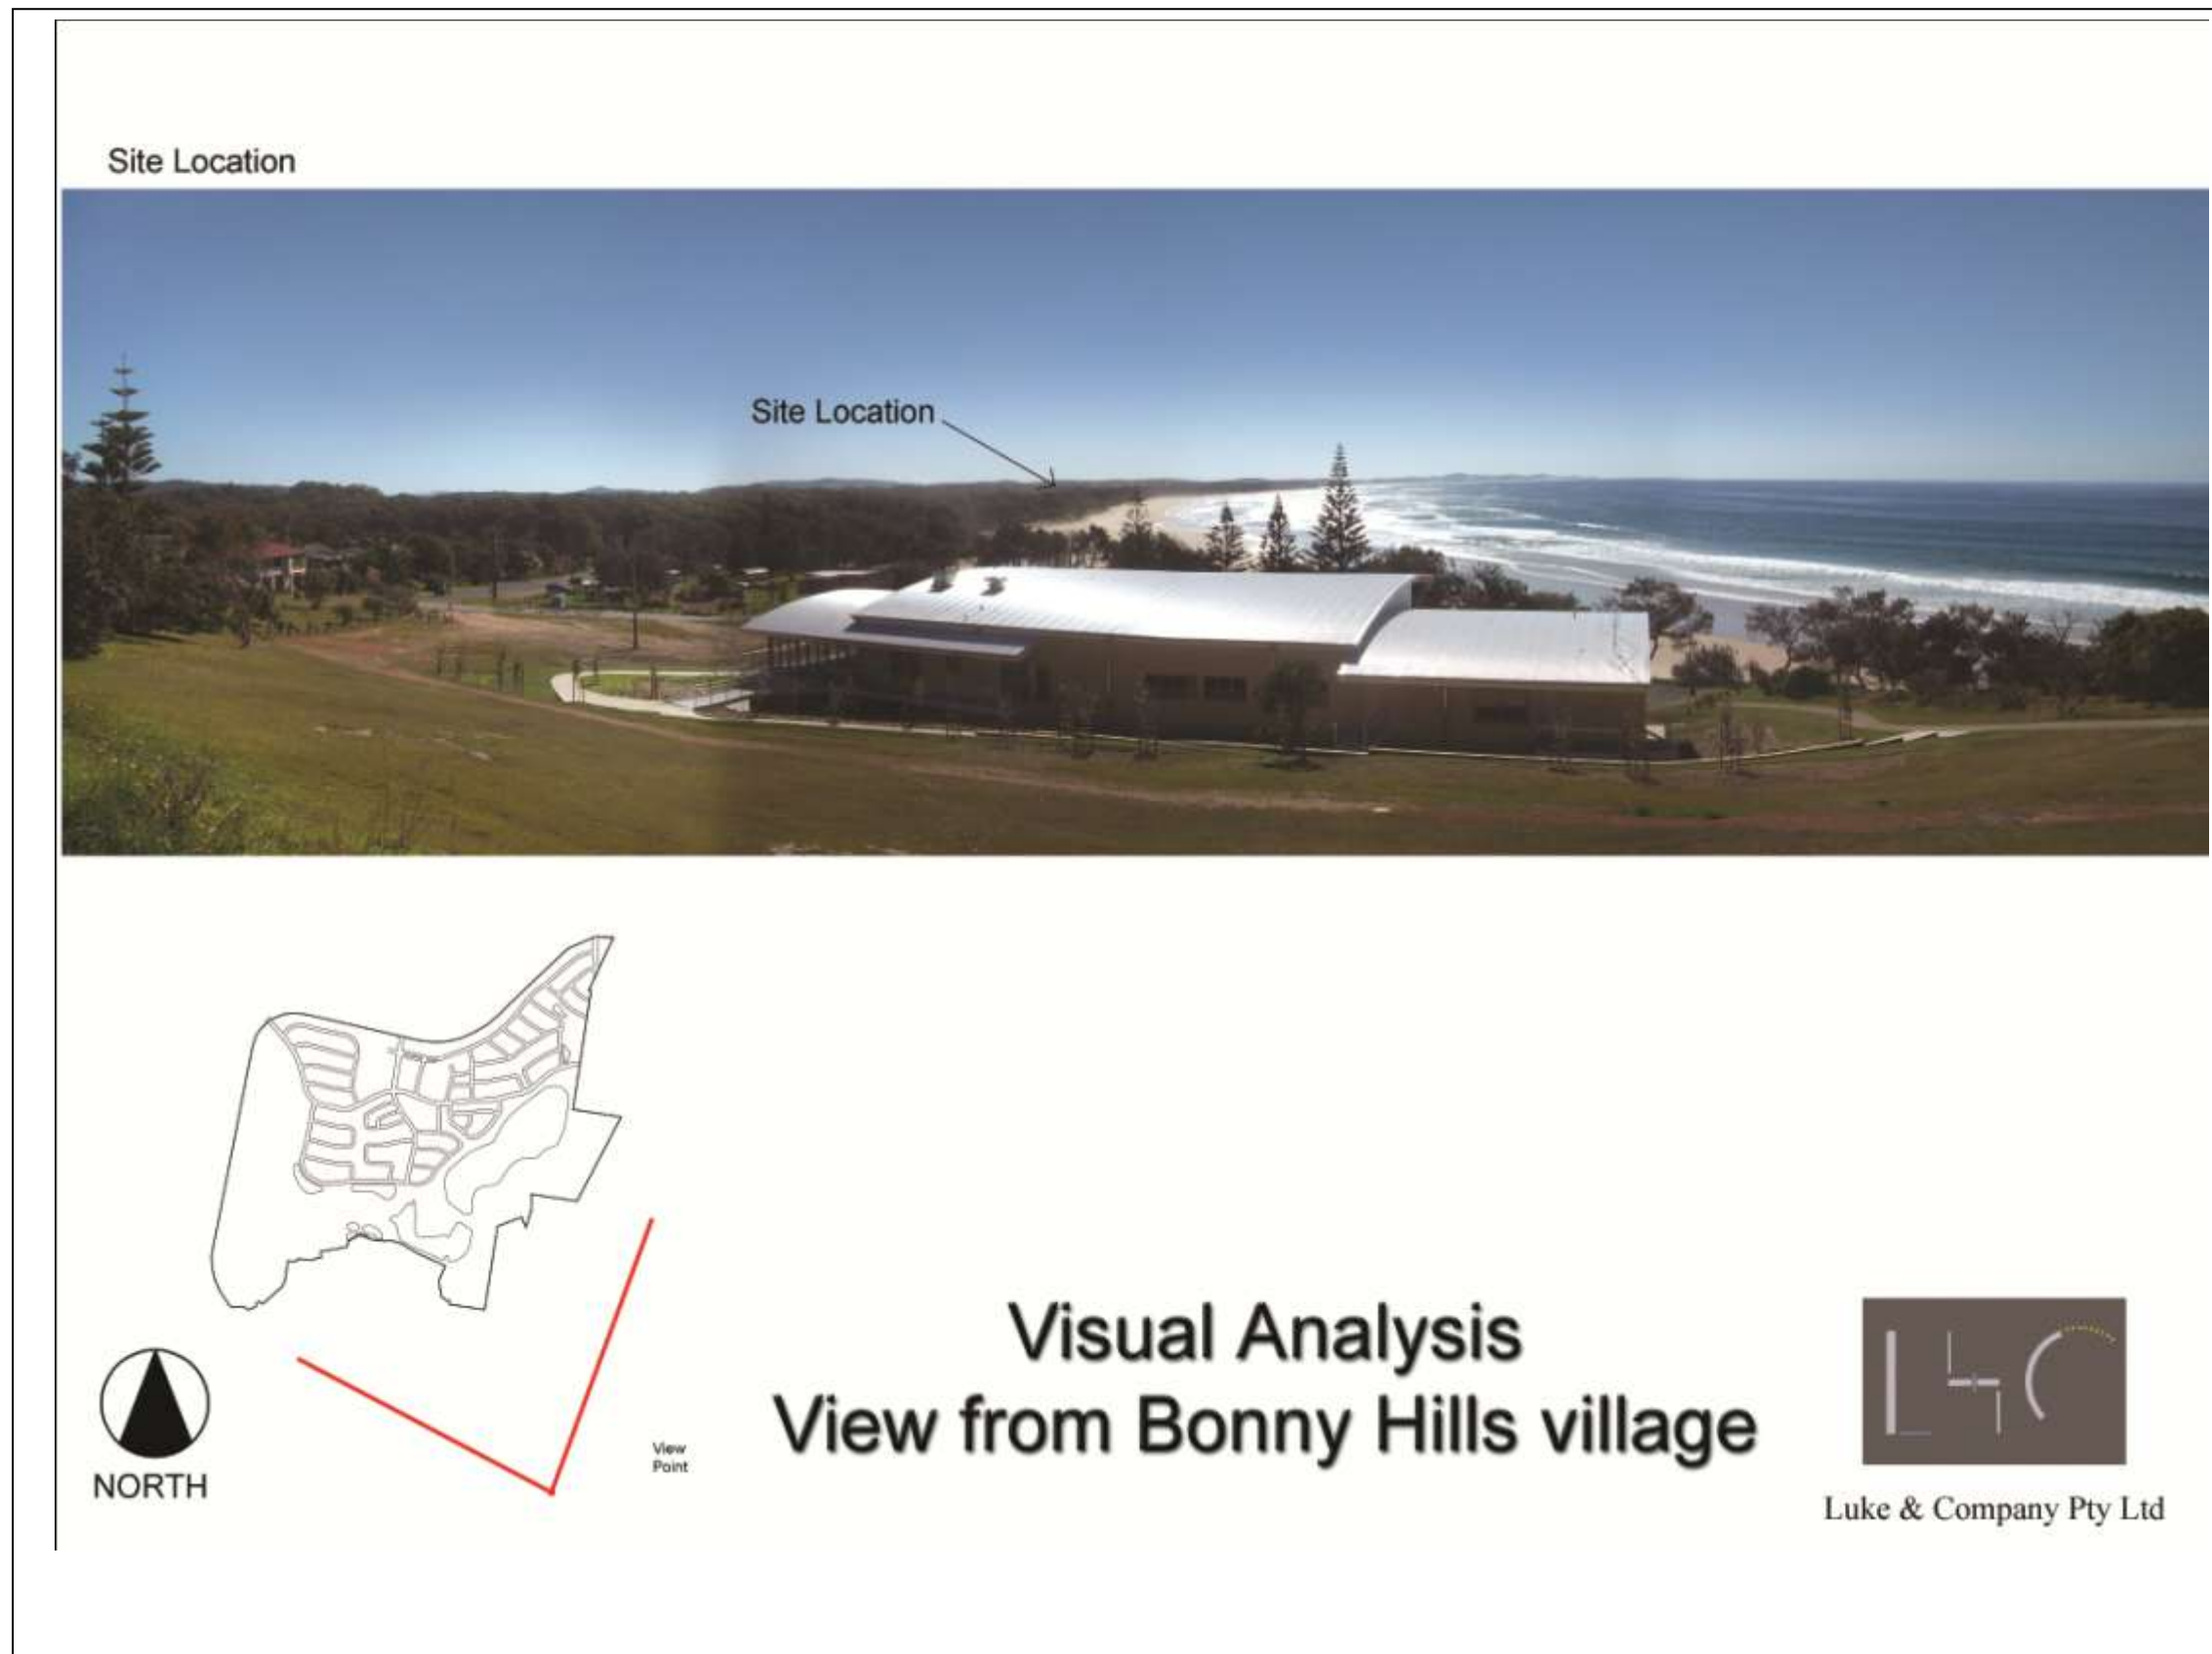 Site Location
Site Location
View
Point
NORTH
Visual Analysis
View from Bonny Hills village
L&C
Luke & Company Pty Ltd